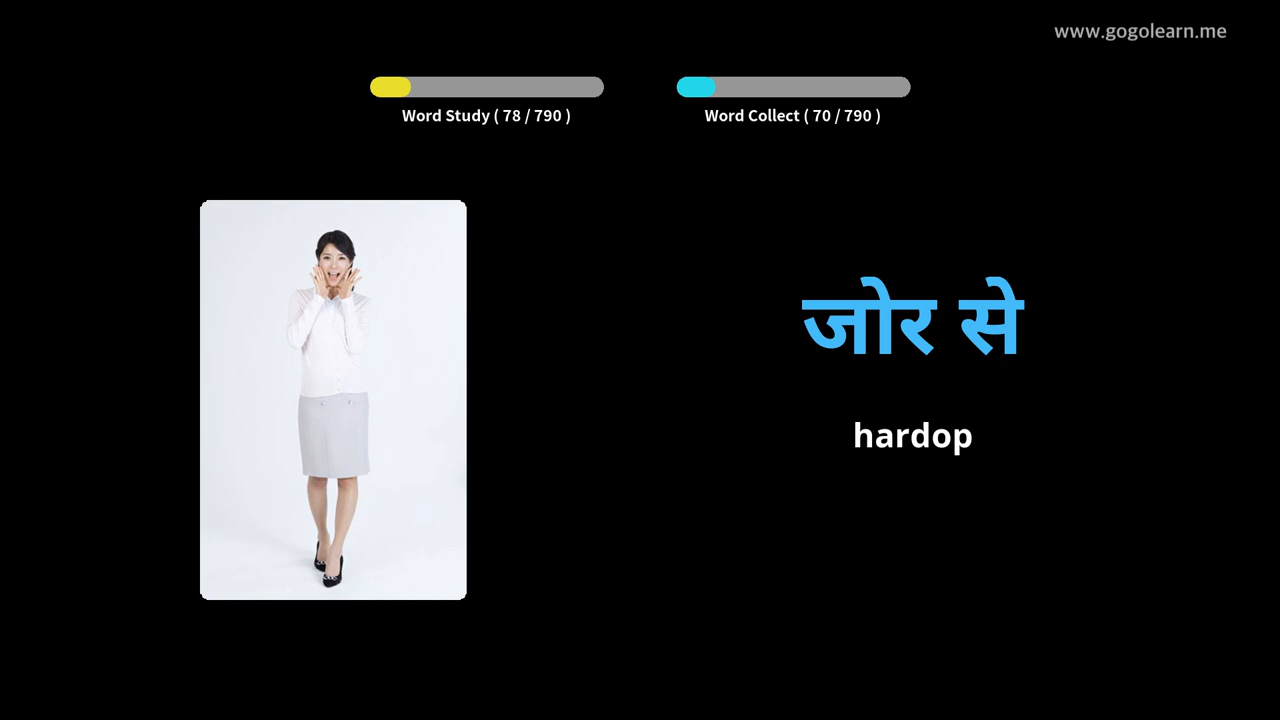 www.gogolearn.me
Word Study ( 78 / 790 )
Word Collect ( 70 / 790 )
जोर से
hardop